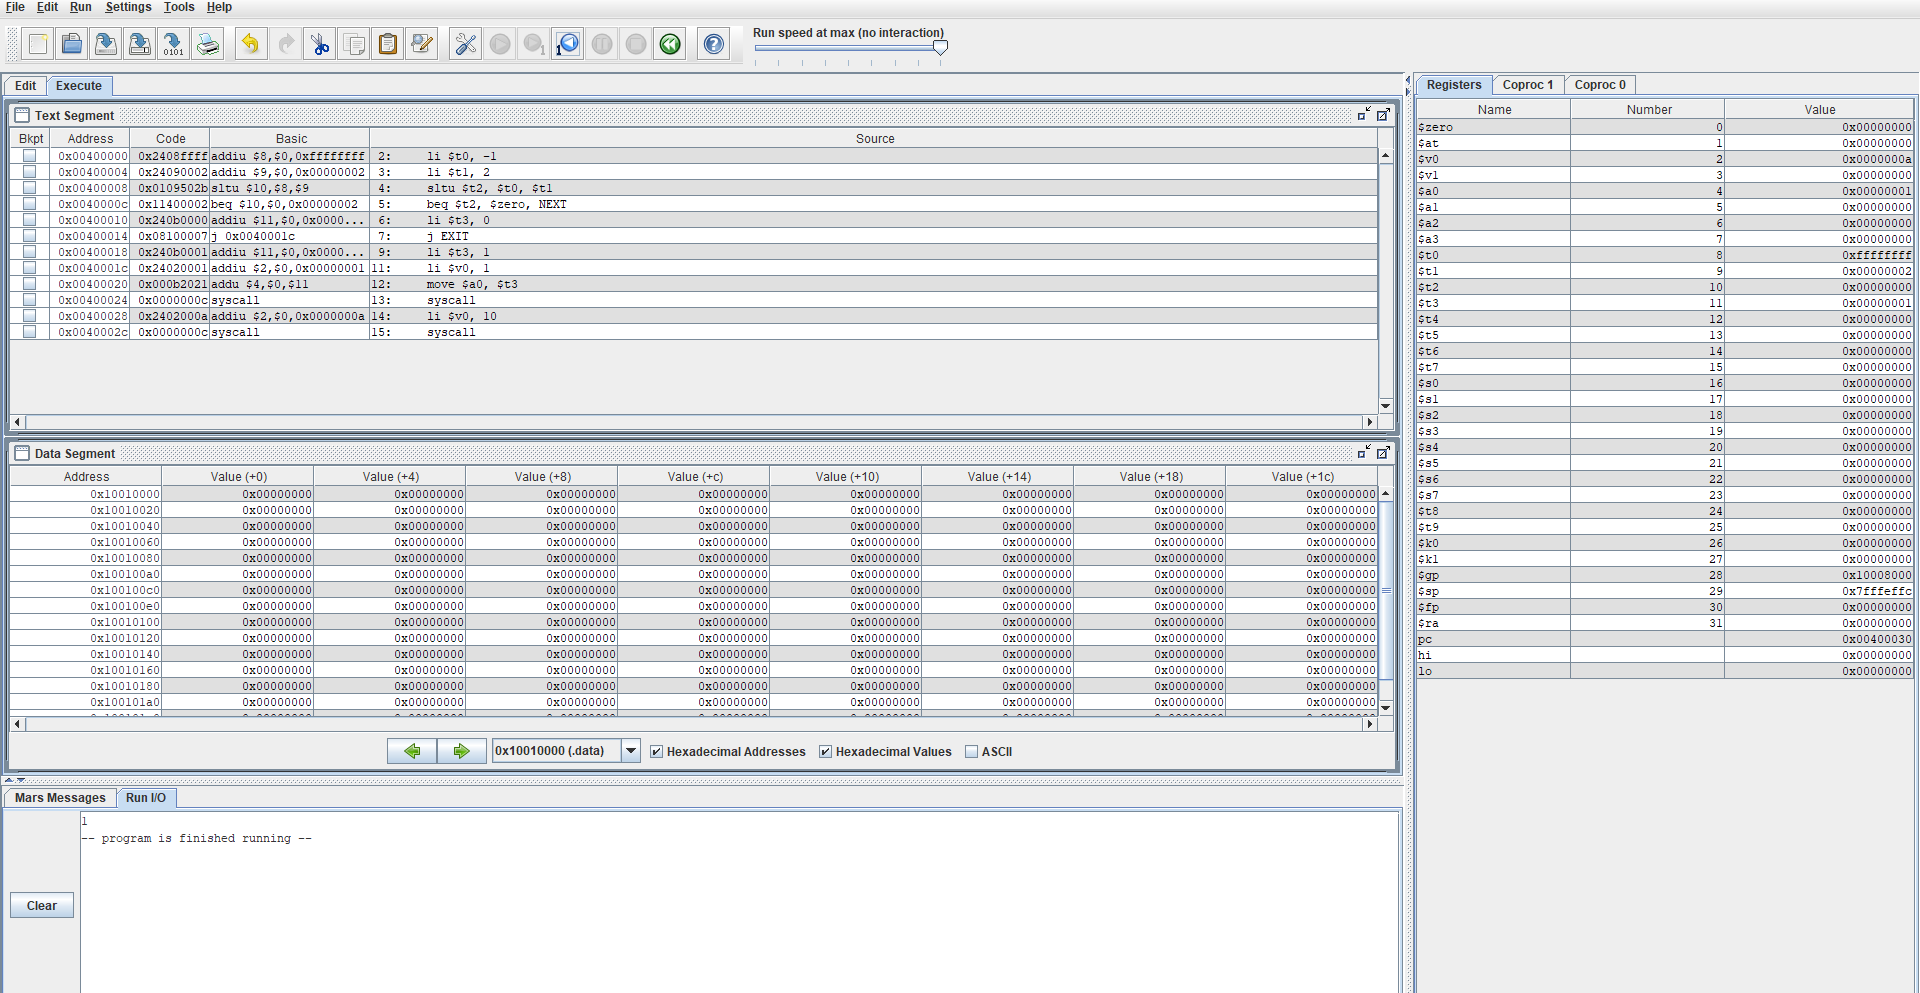 File Edit Run Settings Tools Help
Run speed at max (no interaction)
Edit Execute
Text Segment
Bkpt Address Code Basic Source
0x00400000 0x2408ffff addiu $8,$0,0xffffffff 2: li $t0, -1
0x00400004 0x24090002 addiu $9,$0,0x00000002 3: li $t1, 2
0x00400008 0x0109502b sltu $10,$8,$9 4: sltu $t2, $t0, $t1
0x0040000c 0x11400002 beq $10,$0,0x00000002 5: beq $t2, $zero, NEXT
0x00400010 0x240b0000 addiu $11,$0,0x0000... 6: li $t3, 0
0x00400014 0x08100007 j 0x0040001c 7: j EXIT
0x00400018 0x240b0001 addiu $11,$0,0x0000... 9: li $t3, 1
0x0040001c 0x24020001 addiu $2,$0,0x00000001 11: li $v0, 1
0x00400020 0x000b2021 addu $4,$0,$11 12: move $a0, $t3
0x00400024 0x0000000c syscall 13: syscall
0x00400028 0x2402000a addiu $2,$0,0x0000000a 14: li $v0, 10
0x0040002c 0x0000000c syscall 15: syscall
Data Segment
Address Value (+0) Value (+4) Value (+8) Value (+c) Value (+10) Value (+14) Value (+18) Value (+1c)
0x10010000 0x00000000 0x00000000 0x00000000 0x00000000 0x00000000 0x00000000 0x00000000 0x00000000
0x10010020 0x00000000 0x00000000 0x00000000 0x00000000 0x00000000 0x00000000 0x00000000 0x00000000
0x10010040 0x00000000 0x00000000 0x00000000 0x00000000 0x00000000 0x00000000 0x00000000 0x00000000
0x10010060 0x00000000 0x00000000 0x00000000 0x00000000 0x00000000 0x00000000 0x00000000 0x00000000
0x10010080 0x00000000 0x00000000 0x00000000 0x00000000 0x00000000 0x00000000 0x00000000 0x00000000
0x100100a0 0x00000000 0x00000000 0x00000000 0x00000000 0x00000000 0x00000000 0x00000000 0x00000000
0x100100c0 0x00000000 0x00000000 0x00000000 0x00000000 0x00000000 0x00000000 0x00000000 0x00000000
0x100100e0 0x00000000 0x00000000 0x00000000 0x00000000 0x00000000 0x00000000 0x00000000 0x00000000
0x10010100 0x00000000 0x00000000 0x00000000 0x00000000 0x00000000 0x00000000 0x00000000 0x00000000
0x10010120 0x00000000 0x00000000 0x00000000 0x00000000 0x00000000 0x00000000 0x00000000 0x00000000
0x10010140 0x00000000 0x00000000 0x00000000 0x00000000 0x00000000 0x00000000 0x00000000 0x00000000
0x10010160 0x00000000 0x00000000 0x00000000 0x00000000 0x00000000 0x00000000 0x00000000 0x00000000
0x10010180 0x00000000 0x00000000 0x00000000 0x00000000 0x00000000 0x00000000 0x00000000 0x00000000
0x100101a0 0x00000000 0x00000000 0x00000000 0x00000000 0x00000000 0x00000000 0x00000000 0x00000000
0x10010000 (.data) Hexadecimal Addresses Hexadecimal Values ASCII
Mars Messages Run I/O
1
-- program is finished running --
Clear
Registers Coproc 1 Coproc 0
Name Number Value
$zero 0 0x00000000
$at 1 0x00000000
$v0 2 0x0000000a
$v1 3 0x00000000
$a0 4 0x00000001
$a1 5 0x00000000
$a2 6 0x00000000
$a3 7 0x00000000
$t0 8 0xffffffff
$t1 9 0x00000002
$t2 10 0x00000000
$t3 11 0x00000001
$t4 12 0x00000000
$t5 13 0x00000000
$t6 14 0x00000000
$t7 15 0x00000000
$s0 16 0x00000000
$s1 17 0x00000000
$s2 18 0x00000000
$s3 19 0x00000000
$s4 20 0x00000000
$s5 21 0x00000000
$s6 22 0x00000000
$s7 23 0x00000000
$t8 24 0x00000000
$t9 25 0x00000000
$k0 26 0x00000000
$k1 27 0x00000000
$gp 28 0x10008000
$sp 29 0x7fffeffc
$fp 30 0x00000000
$ra 31 0x00000000
pc 0x00400030
hi 0x00000000
lo 0x00000000